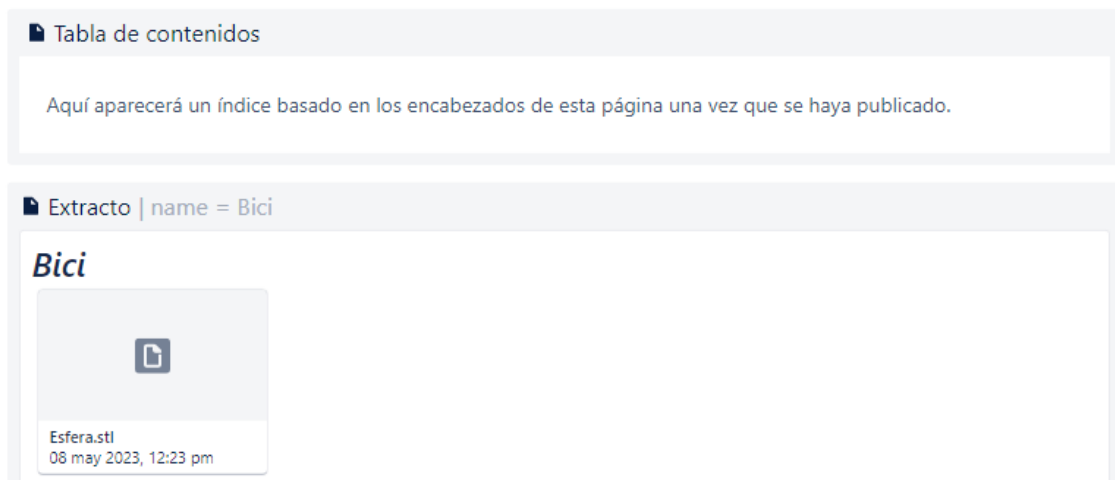 Tabla de contenidos
Aquí aparecerá un índice basado en los encabezados de esta página una vez que se haya publicado.
Extracto | name = Bici
Bici
Esfera.stl
08 may 2023, 12:23 pm